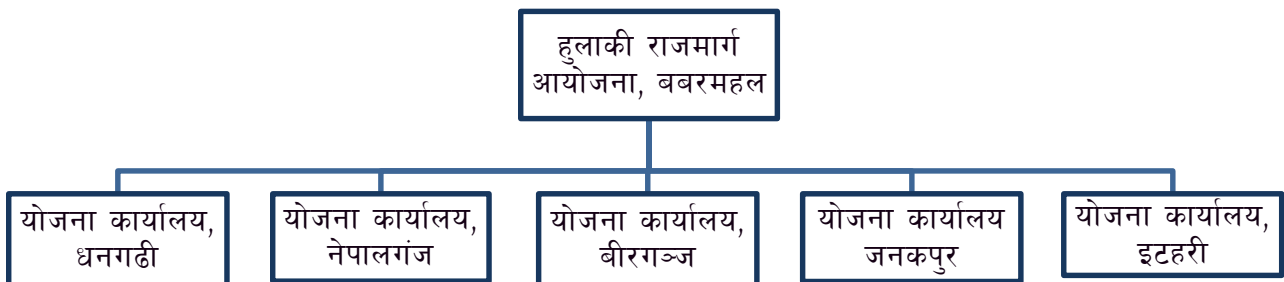 हुलाकी राजमार्ग
आयोजना, बबरमहल
योजना कार्यालय,
धनगढी
योजना कार्यालय,
नेपालगंज
योजना कार्यालय,
बीरगञ्ज
योजना कार्यालय
जनकपुर
योजना कार्यालय,
इटहरी